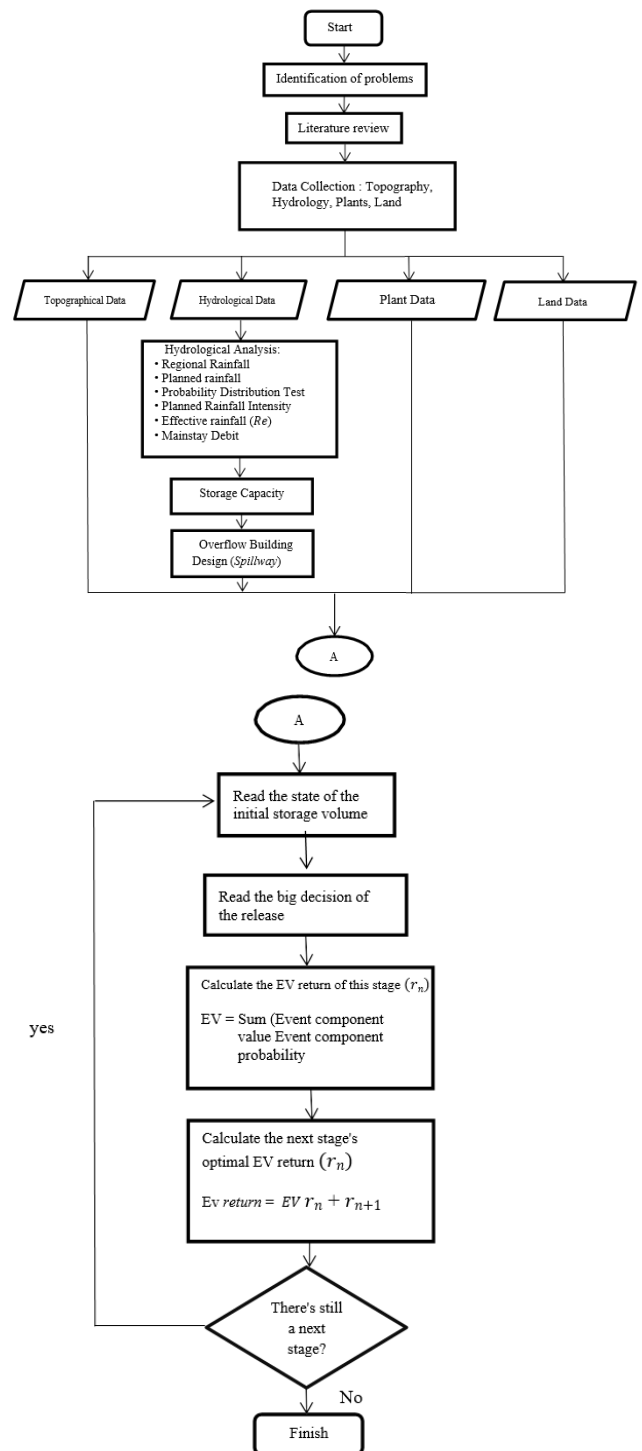 Start
Identification of problems
Literature review
Data Collection : Topography,
Hydrology, Plants, Land
Topographical Data
Hydrological Data
Plant Data
Land Data
Hydrological Analysis:
• Regional Rainfall
• Planned rainfall
• Probability Distribution Test
• Planned Rainfall Intensity
• Effective rainfall (Re)
• Mainstay Debit
Storage Capacity
Overflow Building
Design (Spillway)
A
A
Read the state of the
initial storage volume
Read the big decision of
the release
Calculate the EV return of this stage (rₙ)
EV = Sum (Event component
value Event component
probability
yes
Calculate the next stage's
optimal EV return (rₙ)
Ev return = EV rₙ + rₙ₊₁
There's still
a next
stage?
No
Finish